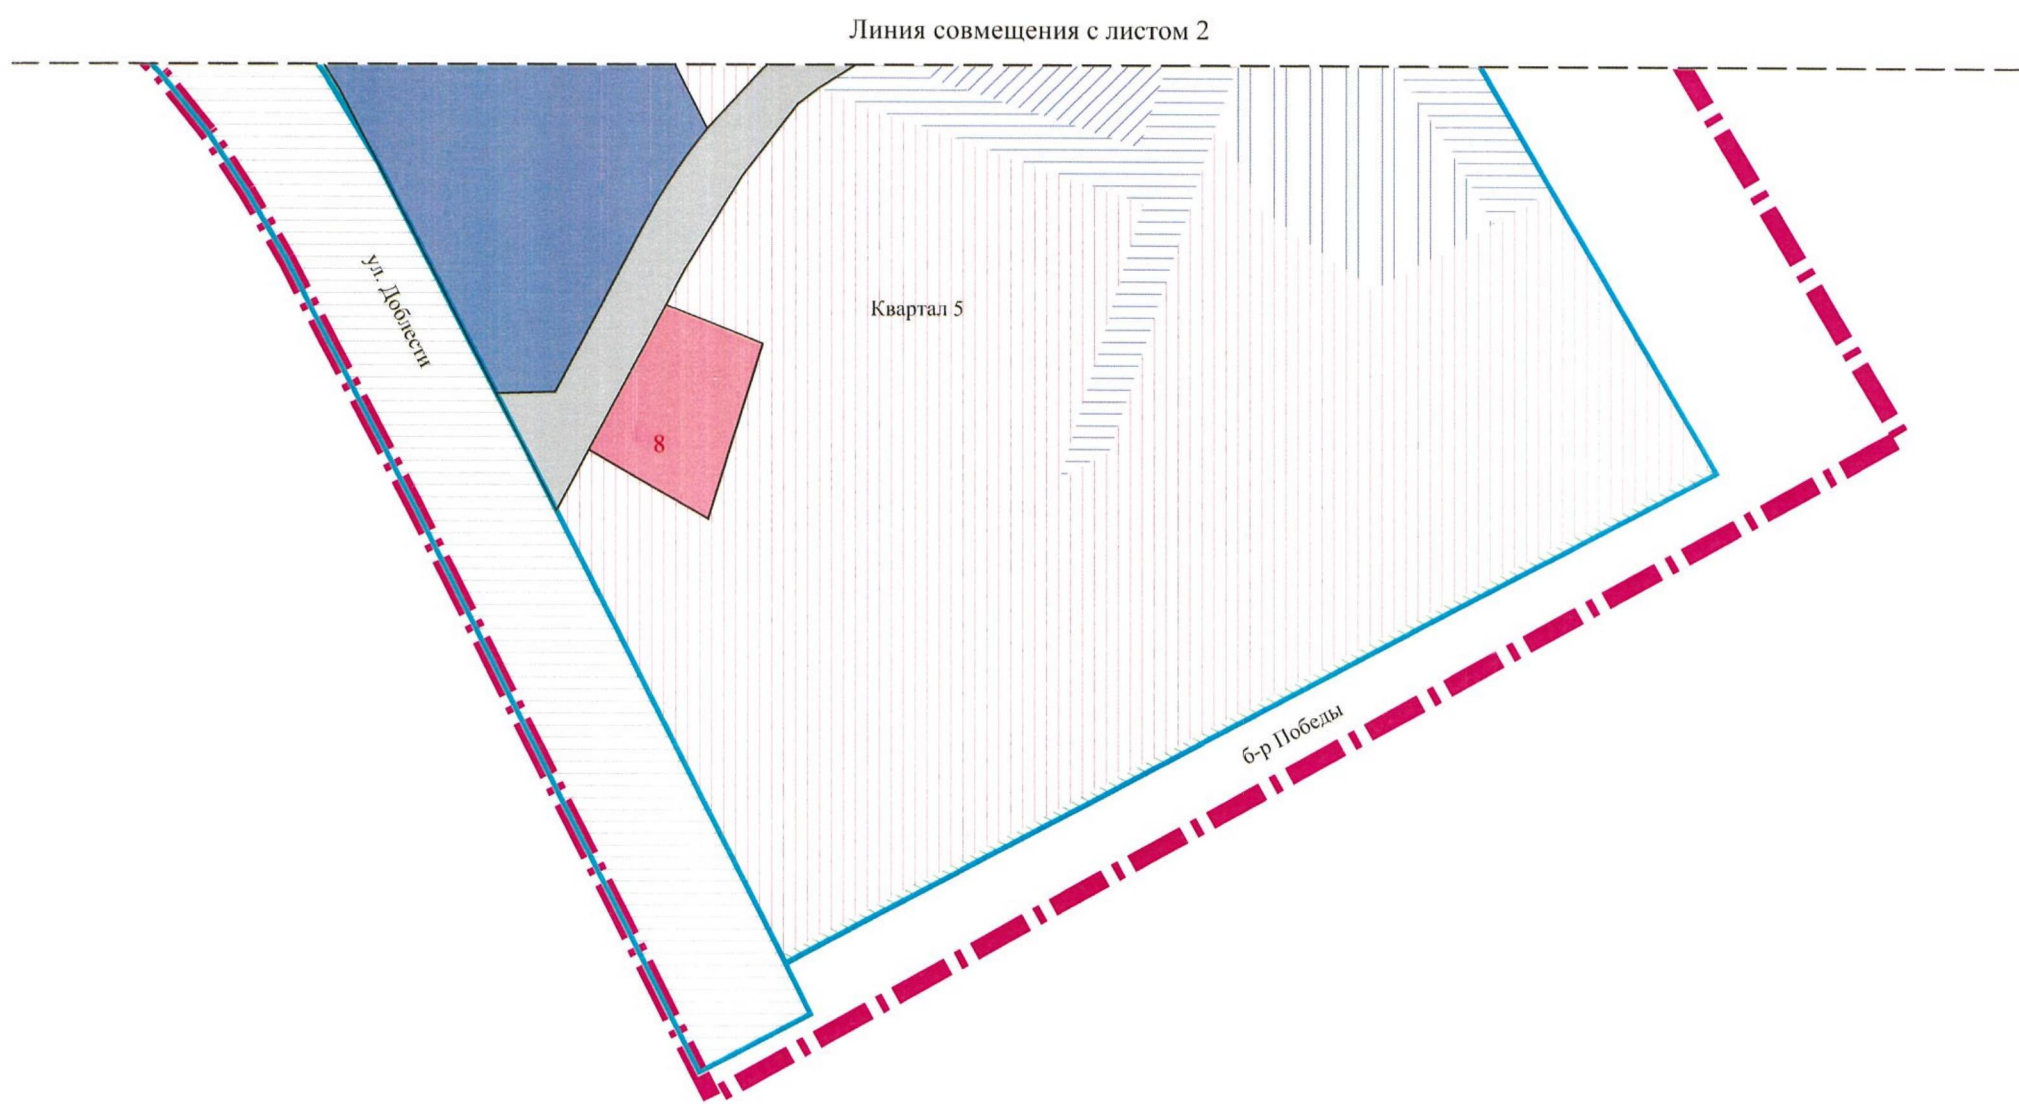 Линия совмещения с листом 2
ул. Доблести
Квартал 5
8
б-р Победы